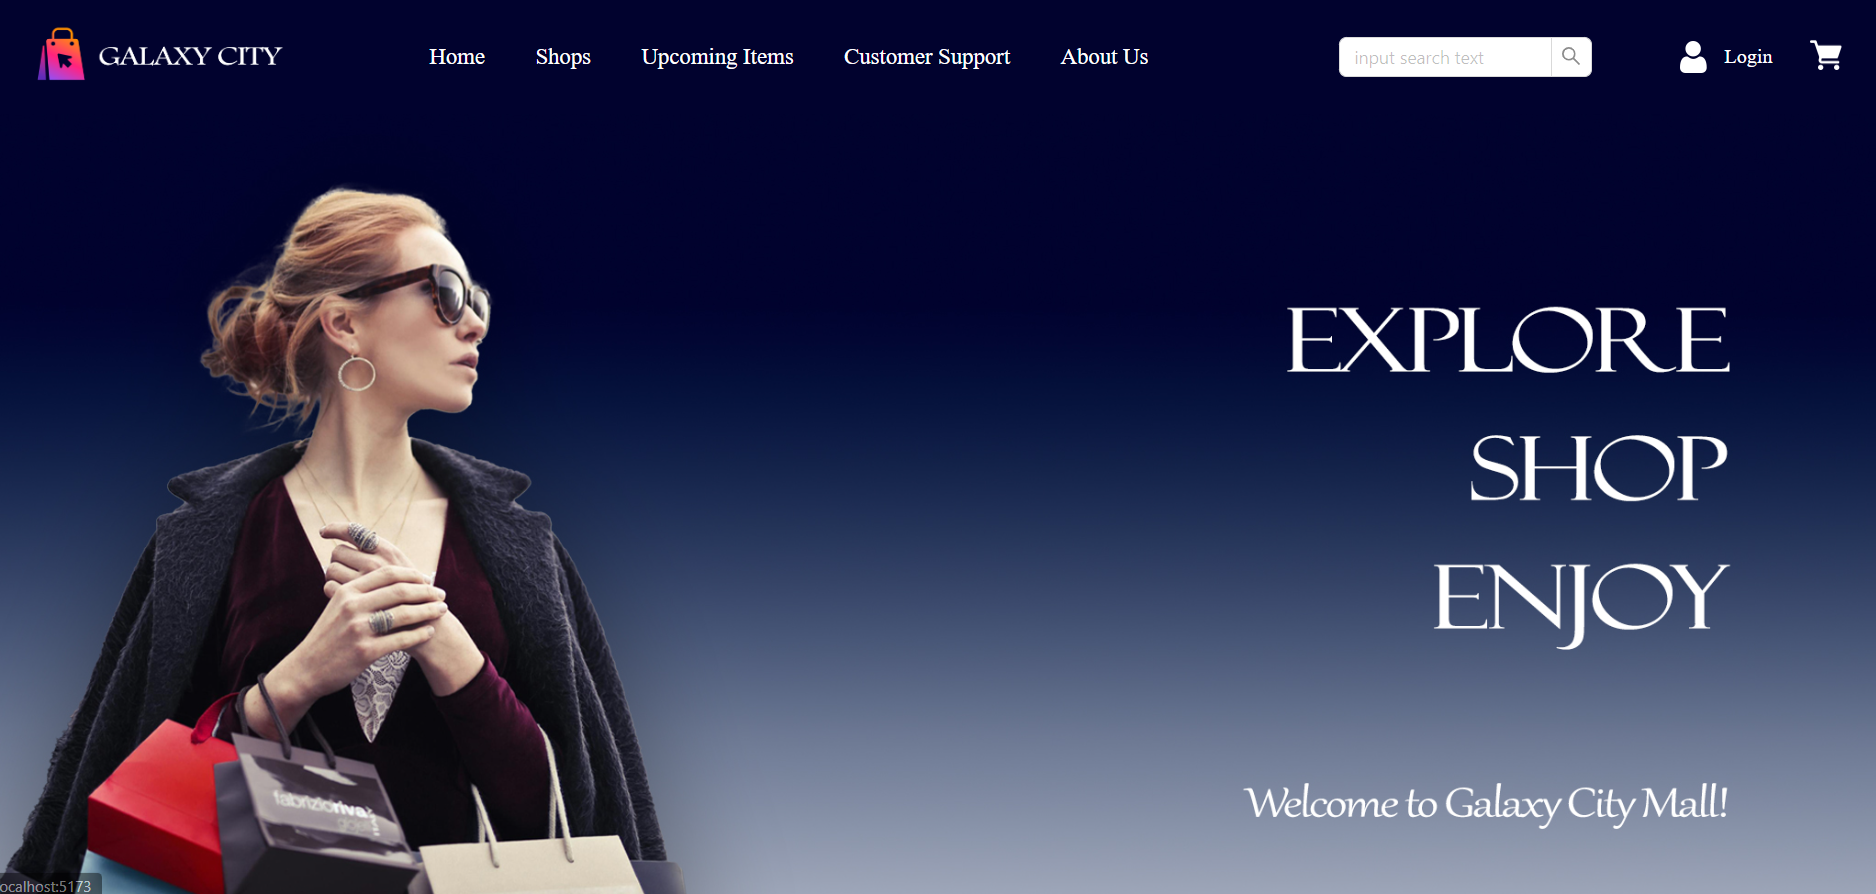 GALAXY CITY
Home Shops Upcoming Items Customer Support About Us
input search text
Login
EXPLORE
SHOP
ENJOY
Welcome to Galaxy City Mall!
fabrizioriva
ocalhost:5173